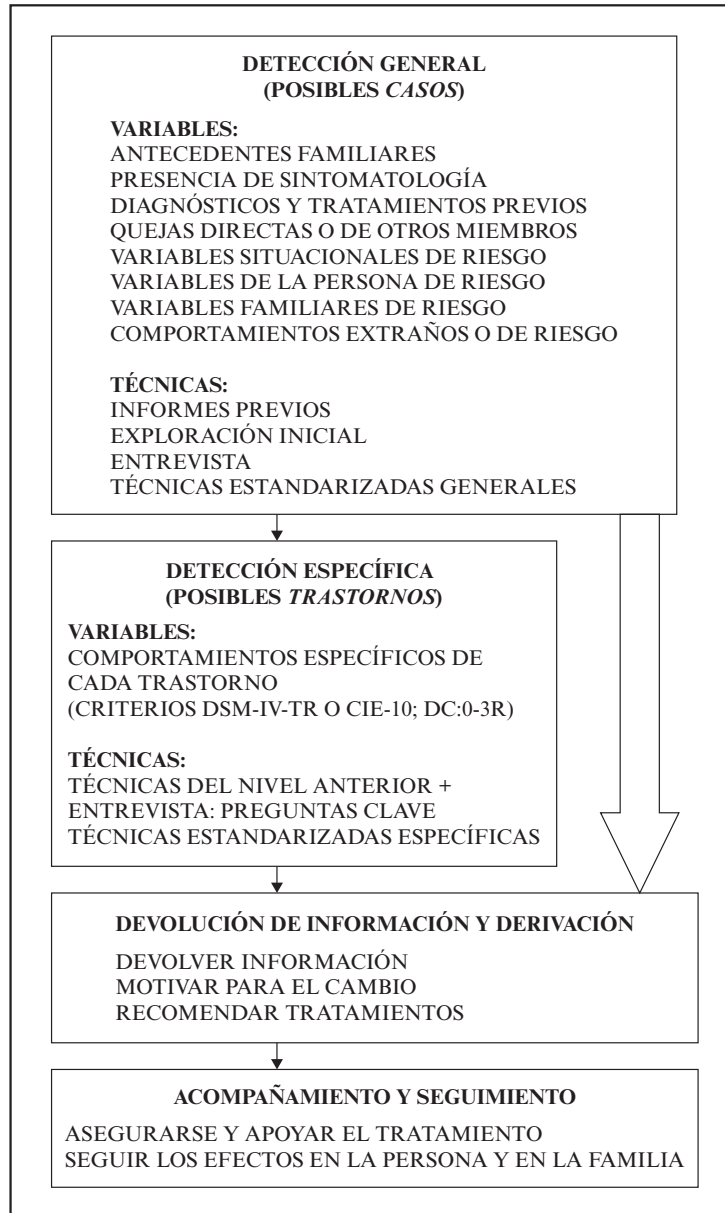 DETECCIÓN GENERAL
(POSIBLES CASOS)
VARIABLES:
ANTECEDENTES FAMILIARES
PRESENCIA DE SINTOMATOLOGÍA
DIAGNÓSTICOS Y TRATAMIENTOS PREVIOS
QUEJAS DIRECTAS O DE OTROS MIEMBROS
VARIABLES SITUACIONALES DE RIESGO
VARIABLES DE LA PERSONA DE RIESGO
VARIABLES FAMILIARES DE RIESGO
COMPORTAMIENTOS EXTRAÑOS O DE RIESGO
TÉCNICAS:
INFORMES PREVIOS
EXPLORACIÓN INICIAL
ENTREVISTA
TÉCNICAS ESTANDARIZADAS GENERALES
DETECCIÓN ESPECÍFICA
(POSIBLES TRASTORNOS)
VARIABLES:
COMPORTAMIENTOS ESPECÍFICOS DE
CADA TRASTORNO
(CRITERIOS DSM-IV-TR O CIE-10; DC:0-3R)
TÉCNICAS:
TÉCNICAS DEL NIVEL ANTERIOR +
ENTREVISTA: PREGUNTAS CLAVE
TÉCNICAS ESTANDARIZADAS ESPECÍFICAS
DEVOLUCIÓN DE INFORMACIÓN Y DERIVACIÓN
DEVOLVER INFORMACIÓN
MOTIVAR PARA EL CAMBIO
RECOMENDAR TRATAMIENTOS
ACOMPAÑAMIENTO Y SEGUIMIENTO
ASEGURARSE Y APOYAR EL TRATAMIENTO
SEGUIR LOS EFECTOS EN LA PERSONA Y EN LA FAMILIA